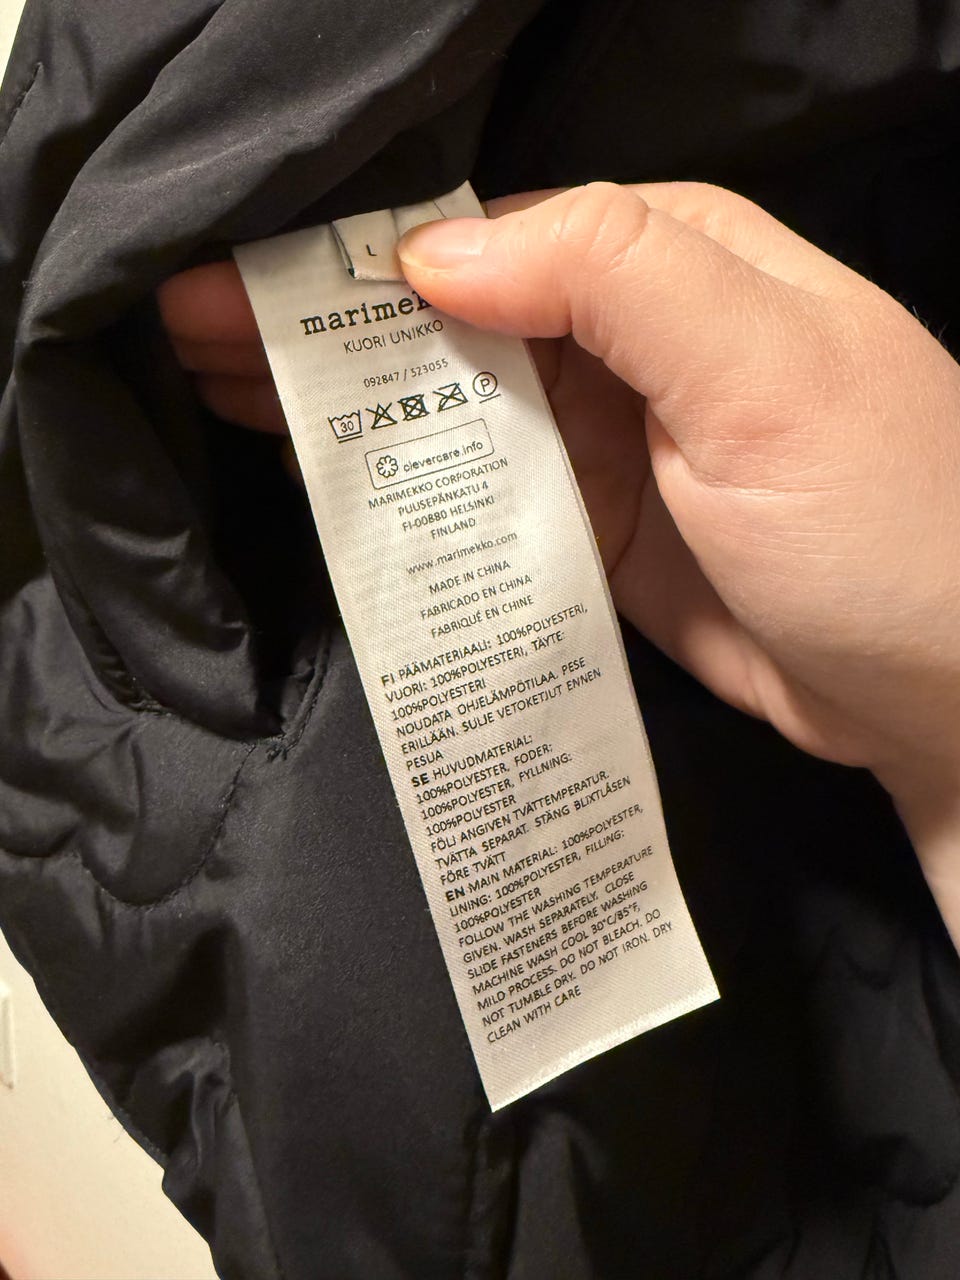 L
KUORI UNIKKO
092847 / 523055
30 P
clevercare.info
MARIMEKKO CORPORATION
PUUSEPÄNKATU 4
FI-00880 HELSINKI
FINLAND
www.marimekko.com
MADE IN CHINA
FABRICADO EN CHINA
FABRIQUÉ EN CHINE
FI PÄÄMATERIAALI: 100%POLYESTERI,
VUORI: 100%POLYESTERI, TÄYTE:
100%POLYESTERI
NOUDATA OHJELÄMPÖTILAA. PESE
ERILLÄÄN. SULJE VETOKETJUT ENNEN
PESUA
SE HUVUDMATERIAL:
100%POLYESTER, FODER:
100%POLYESTER, FYLLNING:
100%POLYESTER
FÖLJ ANGIVEN TVÄTTEMPERATUR.
TVÄTTA SEPARAT. STÄNG BLIXTLÅSEN
FÖRE TVÄTT
EN MAIN MATERIAL: 100%POLYESTER,
LINING: 100%POLYESTER, FILLING:
100%POLYESTER
FOLLOW THE WASHING TEMPERATURE
GIVEN. WASH SEPARATELY. CLOSE
SLIDE FASTENERS BEFORE WASHING
MACHINE WASH COOL 30°C/85°F,
MILD PROCESS. DO NOT BLEACH. DO
NOT TUMBLE DRY. DO NOT IRON. DRY
CLEAN WITH CARE